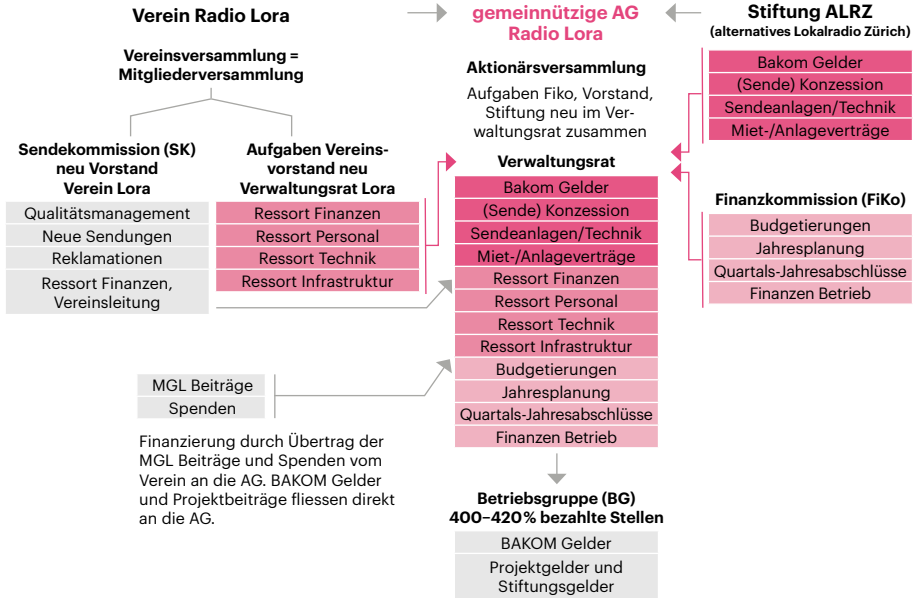 Verein Radio Lora
Vereinsversammlung =
Mitgliederversammlung
Sendekommission (SK)
neu Vorstand
Verein Lora
Qualitätsmanagement
Neue Sendungen
Reklamationen
Ressort Finanzen,
Vereinsleitung
Aufgaben Vereins-
vorstand neu
Verwaltungsrat Lora
Ressort Finanzen
Ressort Personal
Ressort Technik
Ressort Infrastruktur
MGL Beiträge
Spenden
Finanzierung durch Übertrag der
MGL Beiträge und Spenden vom
Verein an die AG. BAKOM Gelder
und Projektbeiträge fliessen direkt
an die AG.
gemeinnützige AG
Radio Lora
Aktionärsversammlung
Aufgaben Fiko, Vorstand,
Stiftung neu im Ver-
waltungsrat zusammen
Verwaltungsrat
Bakom Gelder
(Sende) Konzession
Sendeanlagen/Technik
Miet-/Anlageverträge
Ressort Finanzen
Ressort Personal
Ressort Technik
Ressort Infrastruktur
Budgetierungen
Jahresplanung
Quartals-Jahresabschlüsse
Finanzen Betrieb
Betriebsgruppe (BG)
400–420% bezahlte Stellen
BAKOM Gelder
Projektgelder und
Stiftungsgelder
Stiftung ALRZ
(alternatives Lokalradio Zürich)
Bakom Gelder
(Sende) Konzession
Sendeanlagen/Technik
Miet-/Anlageverträge
Finanzkommission (FiKo)
Budgetierungen
Jahresplanung
Quartals-Jahresabschlüsse
Finanzen Betrieb